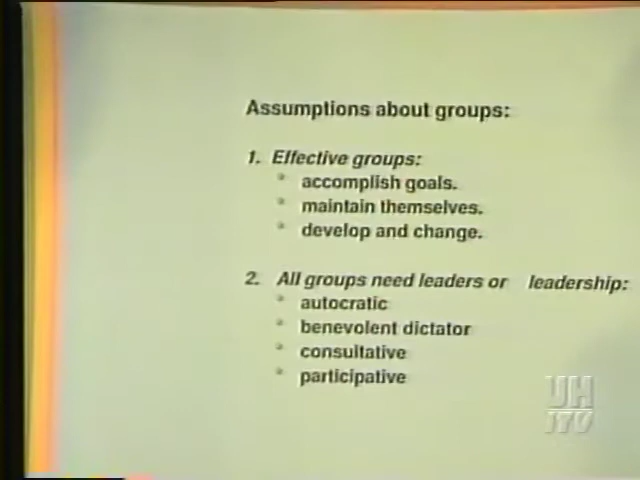 Assumptions about groups:
1. Effective groups:
accomplish goals.
maintain themselves.
develop and change.
2. All groups need leaders or leadership:
autocratic
benevolent dictator
consultative
participative
UH
ITV